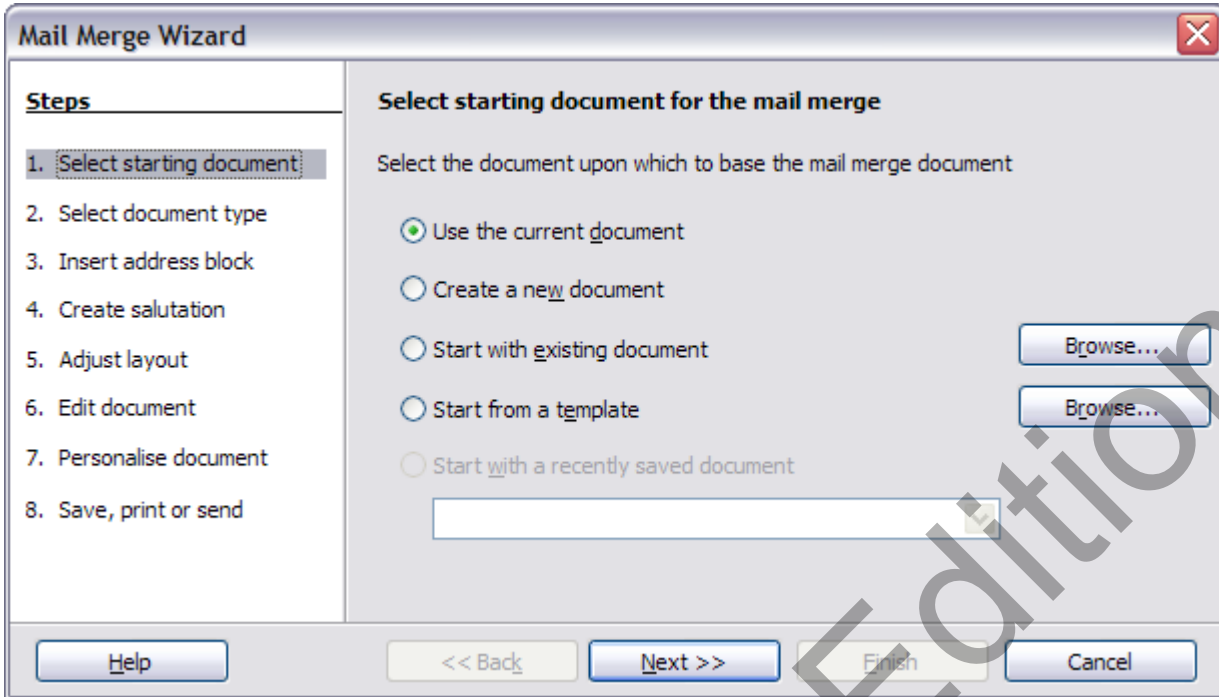 Mail Merge Wizard
Steps
1. Select starting document
2. Select document type
3. Insert address block
4. Create salutation
5. Adjust layout
6. Edit document
7. Personalise document
8. Save, print or send
Select starting document for the mail merge
Select the document upon which to base the mail merge document
Use the current document
Create a new document
Start with existing document
Browse...
Start from a template
Browse...
Start with a recently saved document
Help
<< Back
Next >>
Finish
Cancel
Edition